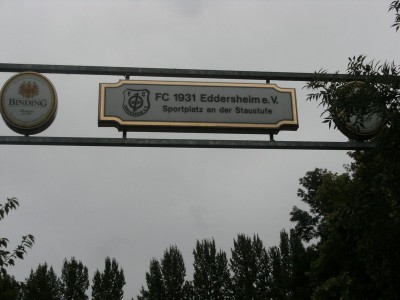 BINDING
FC 1931 Eddersheim e.V.
Sportplatz an der Staustufe